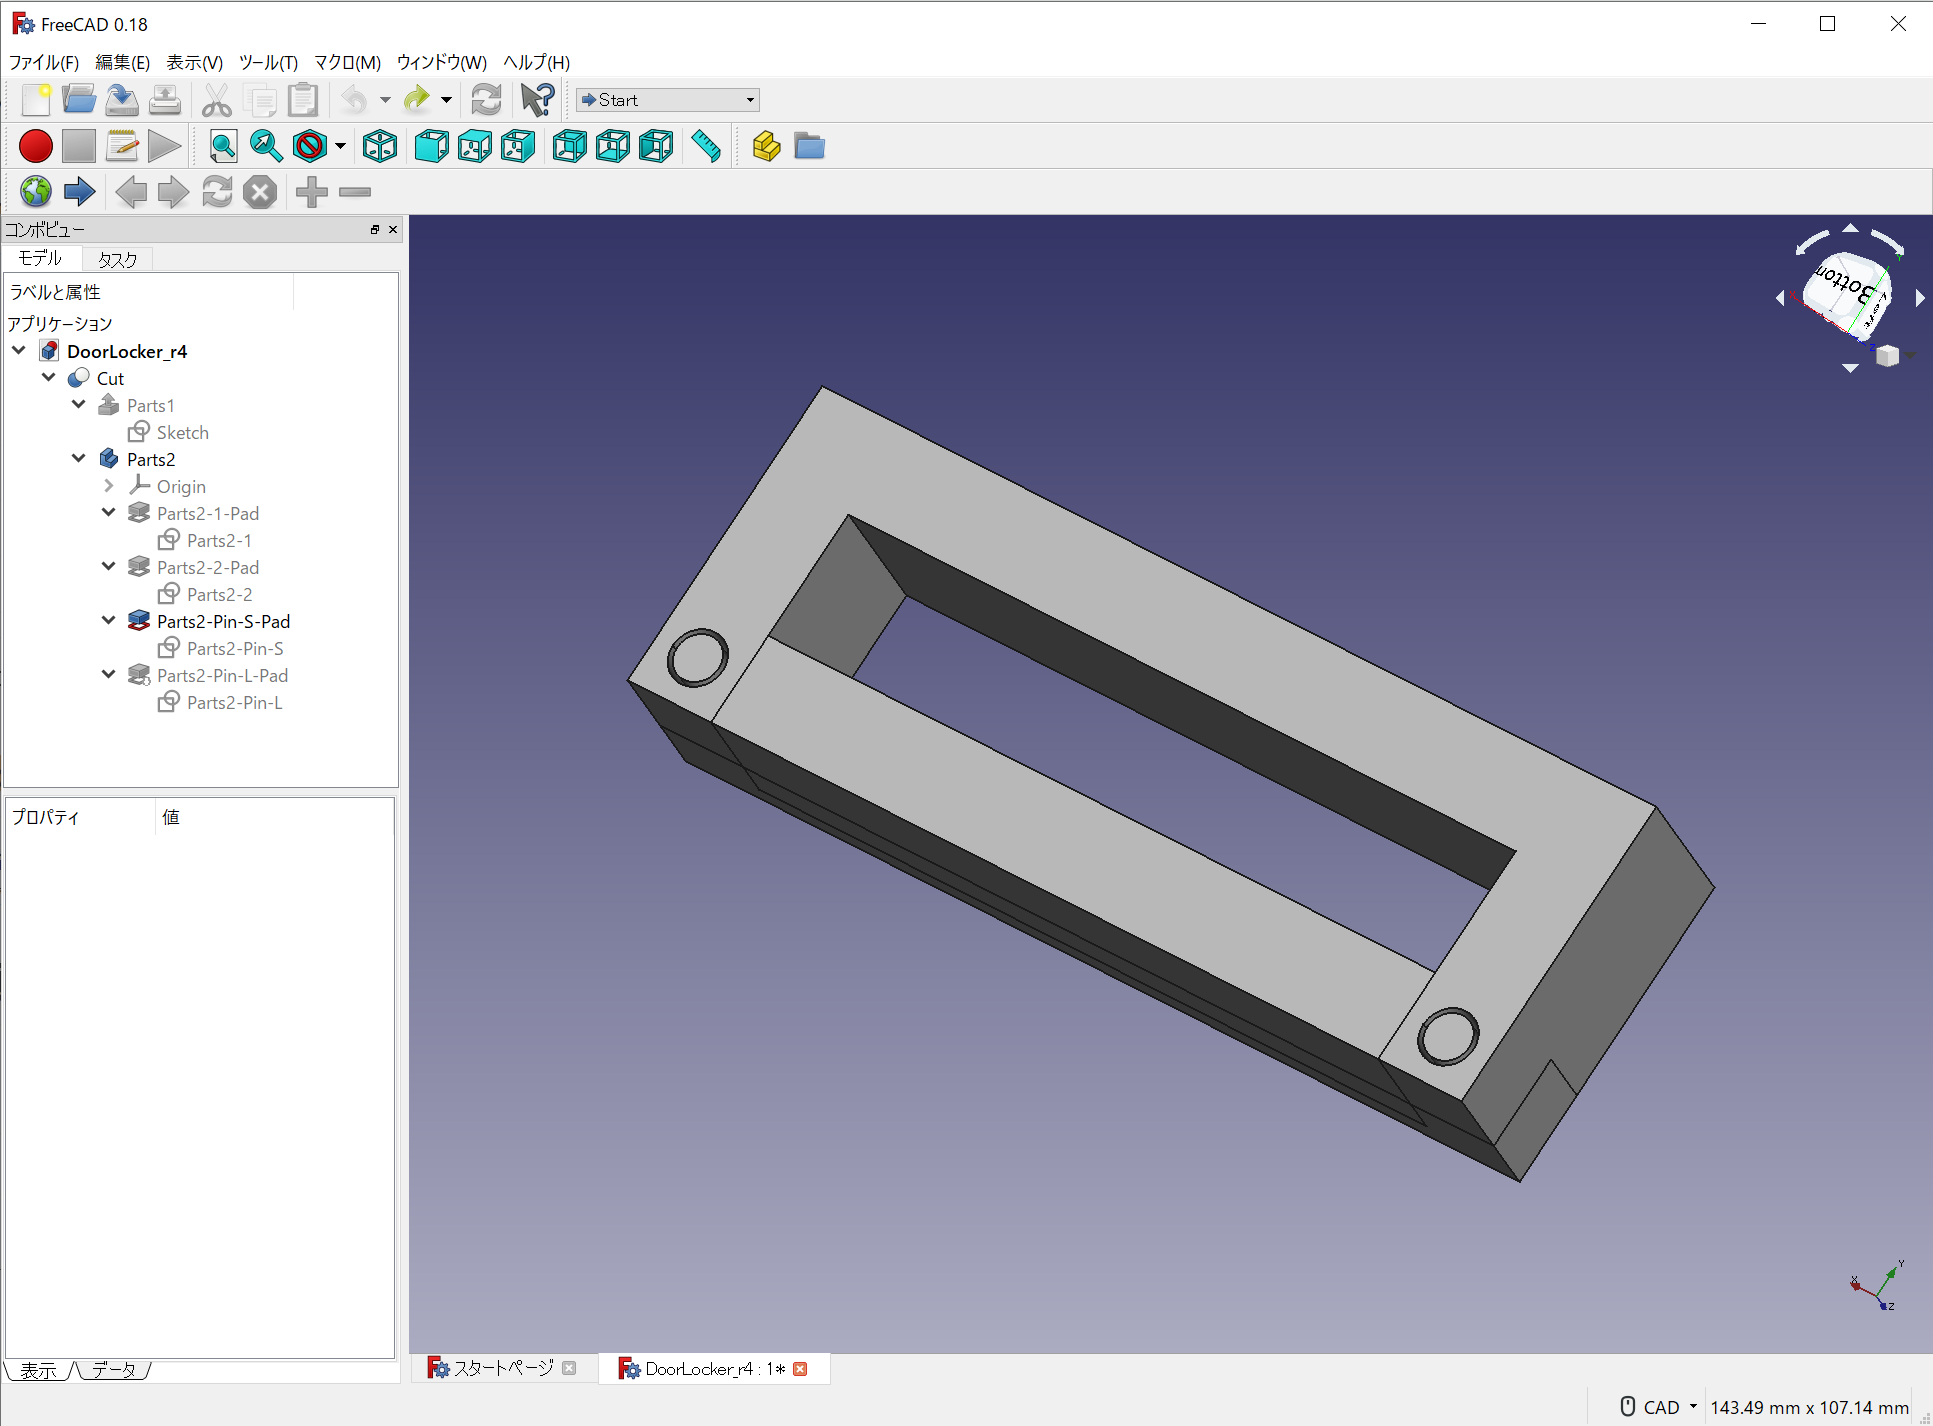 FreeCAD 0.18
ファイル(F) 編集(E) 表示(V) ツール(T) マクロ(M) ウィンドウ(W) ヘルプ(H)
Start
コンボビュー
モデル タスク
ラベルと属性
アプリケーション
DoorLocker_r4
Cut
Parts1
Sketch
Parts2
Origin
Parts2-1-Pad
Parts2-1
Parts2-2-Pad
Parts2-2
Parts2-Pin-S-Pad
Parts2-Pin-S
Parts2-Pin-L-Pad
Parts2-Pin-L
プロパティ 値
表示 データ
Bottom
X
Y
Z
Y
X
Z
スタートページ
DoorLocker_r4 : 1*
CAD 143.49 mm x 107.14 mm